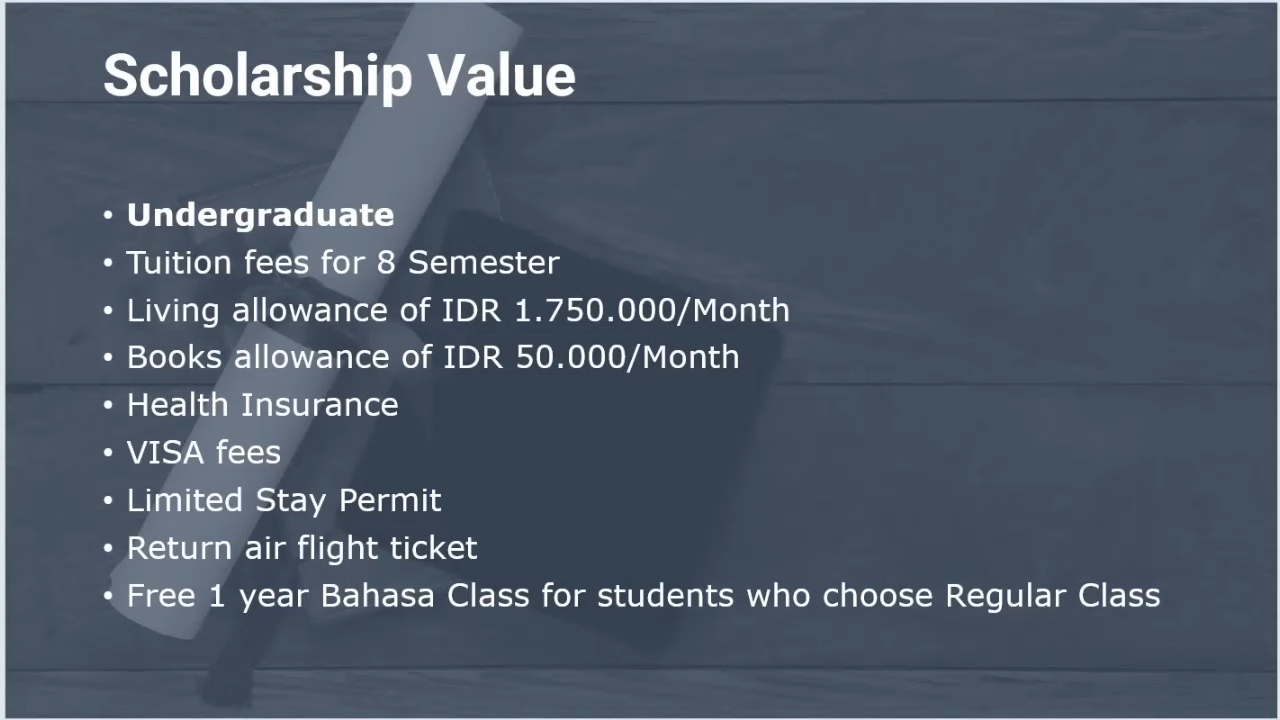 Scholarship Value
• Undergraduate
• Tuition fees for 8 Semester
• Living allowance of IDR 1.750.000/Month
• Books allowance of IDR 50.000/Month
• Health Insurance
• VISA fees
• Limited Stay Permit
• Return air flight ticket
• Free 1 year Bahasa Class for students who choose Regular Class